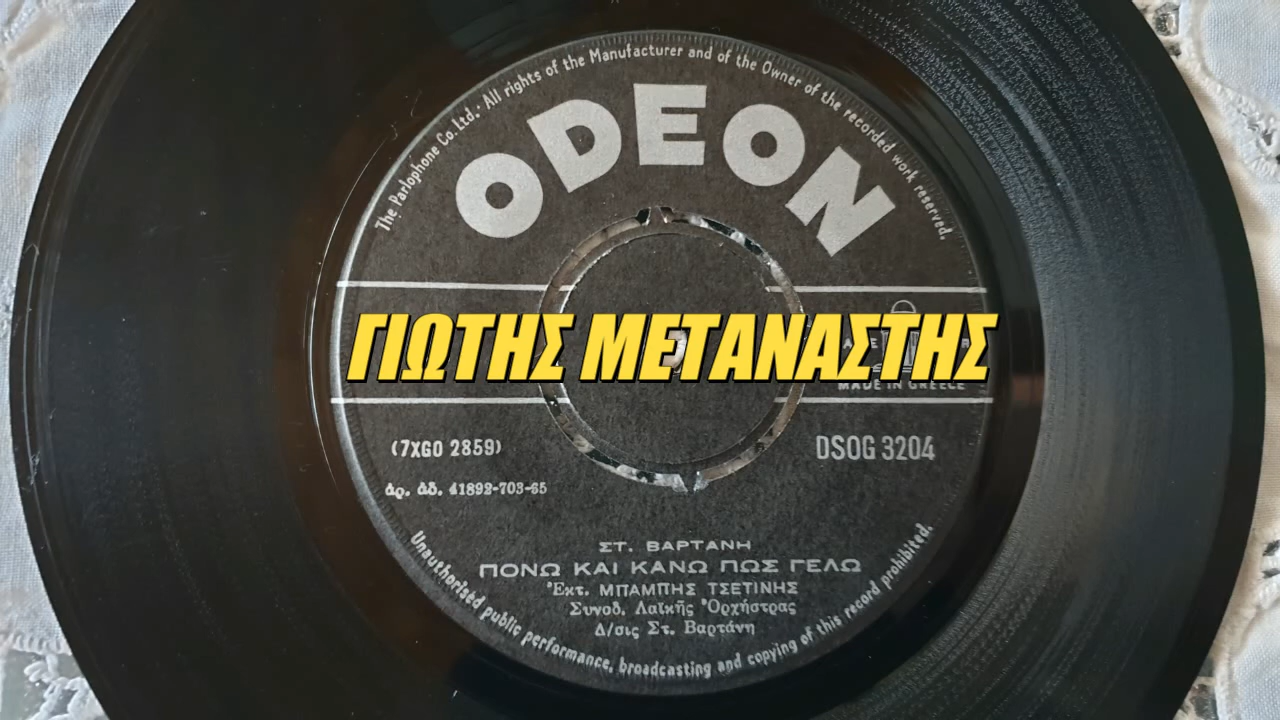 The Parlophone Co. Ltd. · All rights of the Manufacturer and of the Owner of the recorded work reserved.
ODEON
ΓΙΩΤΗΣ ΜΕΤΑΝΑΣΤΗΣ
MADE IN GREECE
(7XGO 2859)
DSOG 3204
ἀρ. ἀδ. 41892-703-65
ΣΤ. ΒΑΡΤΑΝΗ
ΠΟΝΩ ΚΑΙ ΚΑΝΩ ΠΩΣ ΓΕΛΩ
Ἐκτ. ΜΠΑΜΠΗΣ ΤΣΕΤΙΝΗΣ
Συνοδ. Λαϊκῆς Ὀρχήστρας
Δ/σις Στ. Βαρτάνη
Unauthorised public performance, broadcasting and copying of this record prohibited.